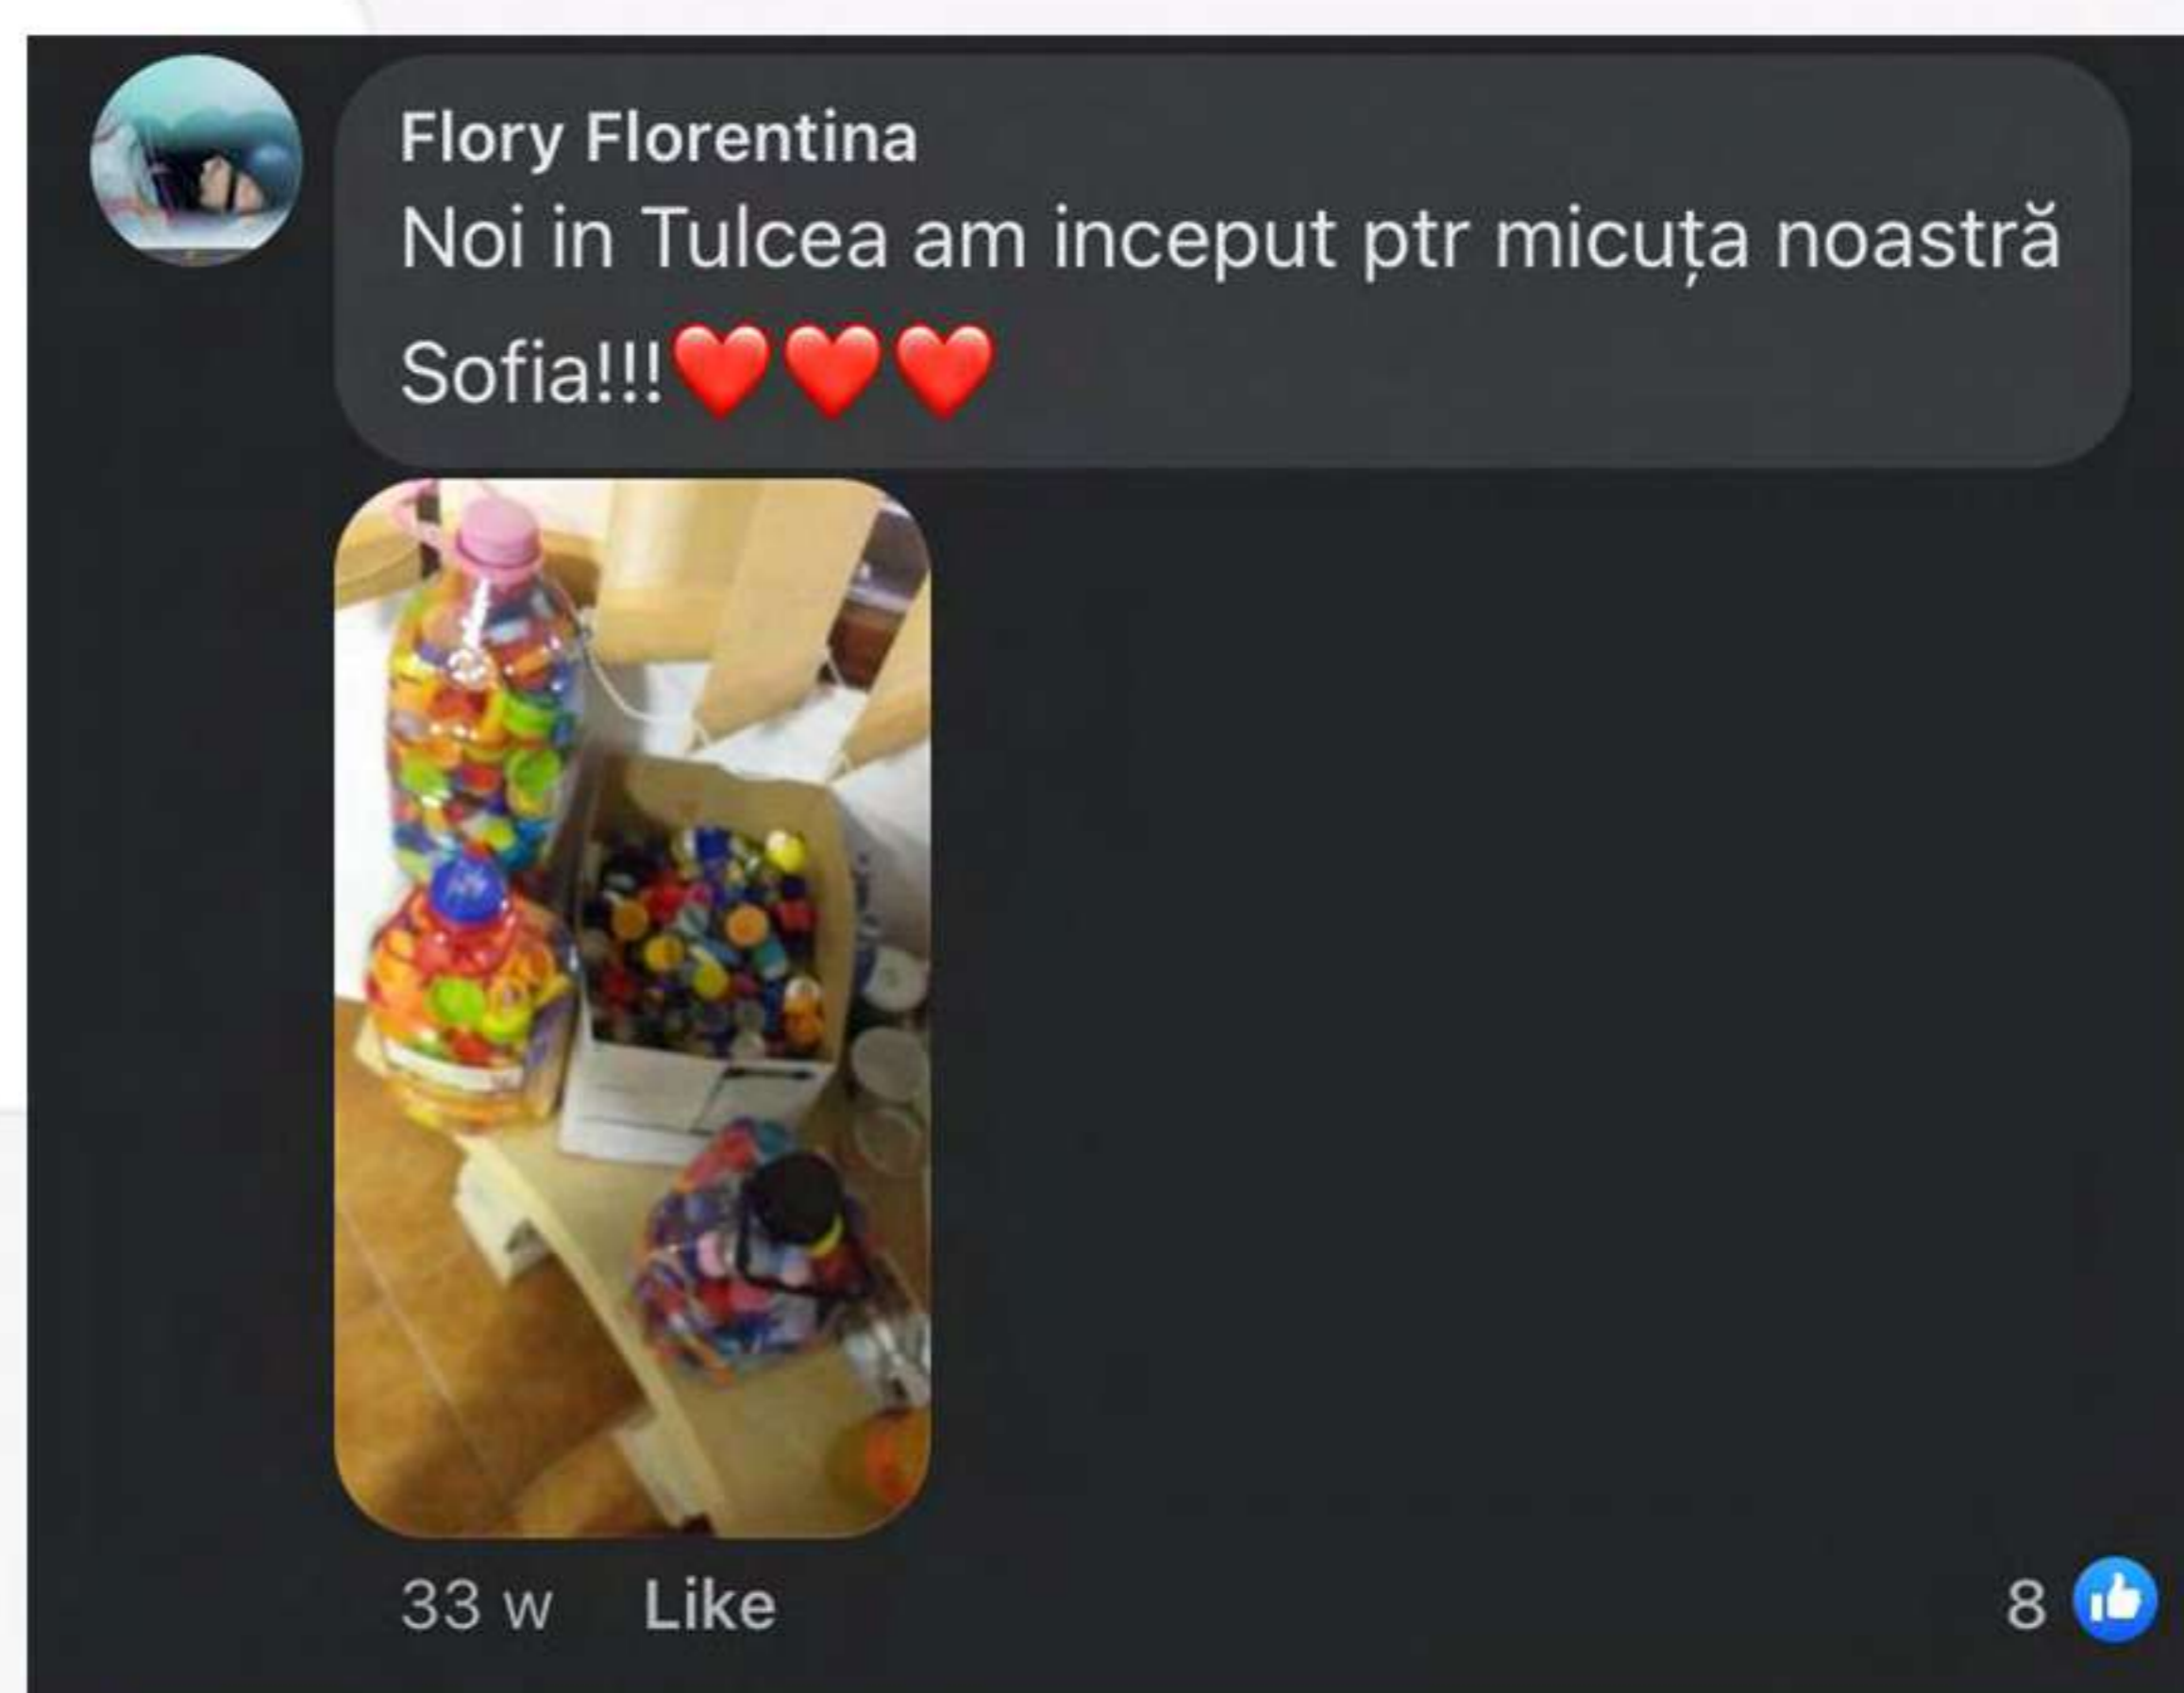 Flory Florentina
Noi in Tulcea am inceput ptr micuța noastră
Sofia!!!❤️❤️❤️
33 w Like
8